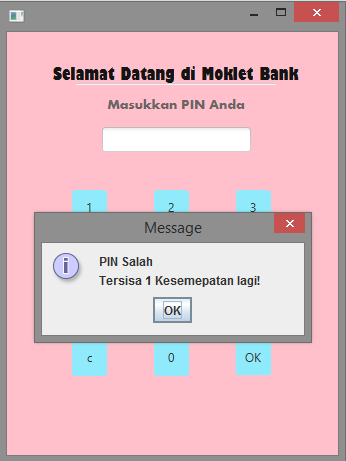 Selamat Datang di Moklet Bank
Masukkan PIN Anda
1 2 3
Message
PIN Salah
Tersisa 1 Kesemepatan lagi!
OK
c 0 OK